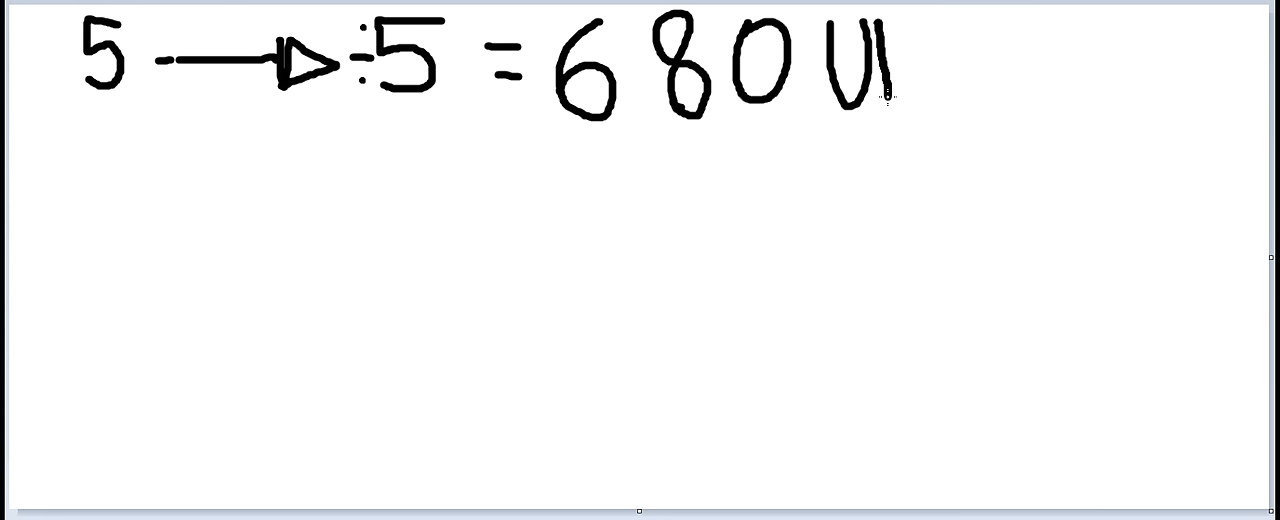 5 → ÷5 = 680